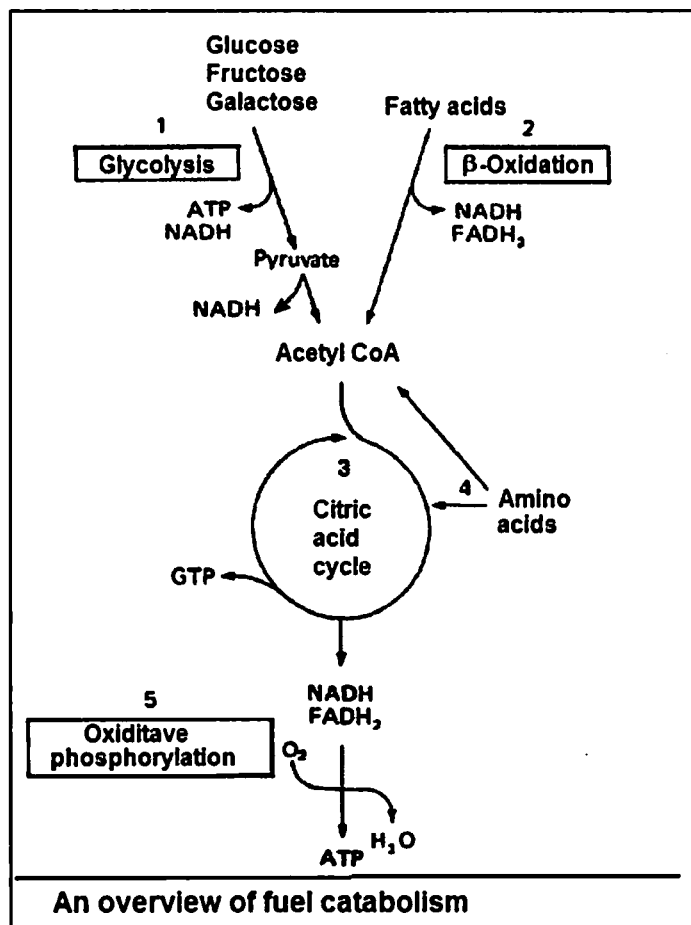 Glucose
Fructose
Galactose
Fatty acids
1
2
Glycolysis
β-Oxidation
ATP
NADH
NADH
FADH₂
Pyruvate
NADH
Acetyl CoA
3
Citric
acid
cycle
4
Amino
acids
GTP
NADH
FADH₂
5
Oxiditave
phosphorylation
O₂
H₂O
ATP
An overview of fuel catabolism